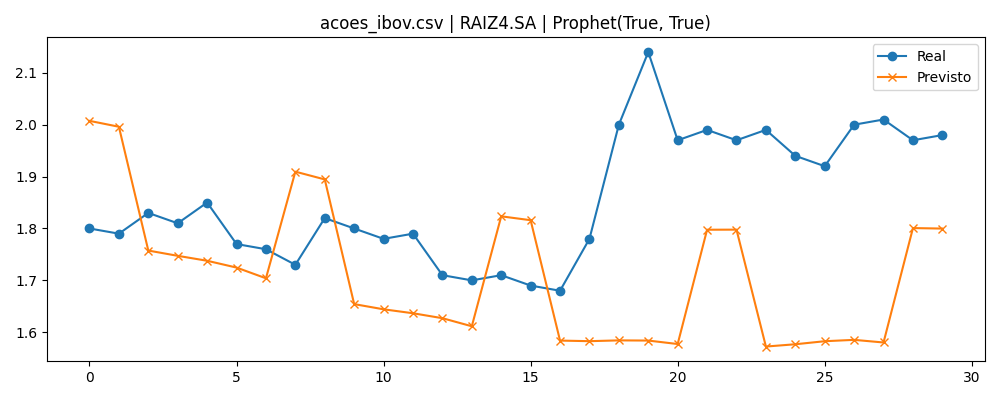 acoes_ibov.csv | RAIZ4.SA | Prophet(True, True)
Real
Previsto
2.1
2.0
1.9
1.8
1.7
1.6
0 5 10 15 20 25 30